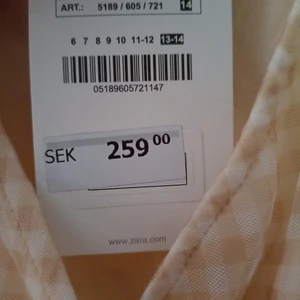 ART.: 5189 / 605 / 721 14
6 7 8 9 10 11-12 13-14
05189605721147
SEK 259 00
www.zara.com